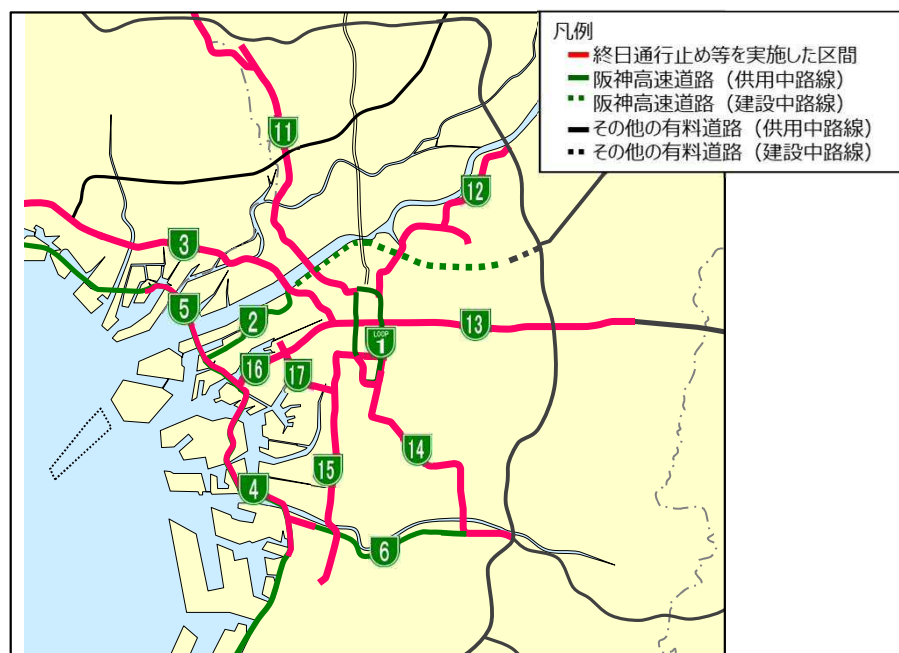 凡例
終日通行止め等を実施した区間
阪神高速道路（供用中路線）
阪神高速道路（建設中路線）
その他の有料道路（供用中路線）
その他の有料道路（建設中路線）
11
12
3
5
2
13
LOOP
1
16
17
14
15
4
6